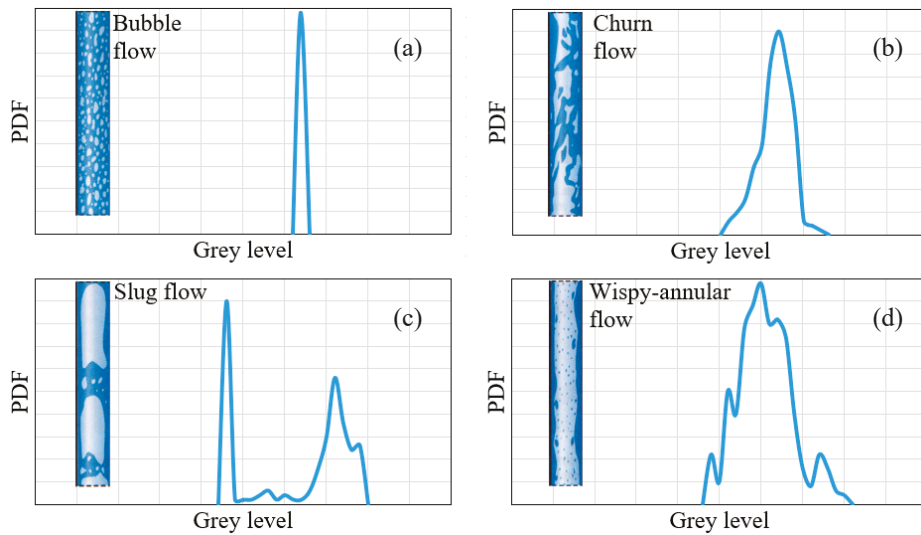 Bubble
flow
(a)
PDF
Grey level
Churn
flow
(b)
PDF
Grey level
Slug flow
(c)
PDF
Grey level
Wispy-annular
flow
(d)
PDF
Grey level